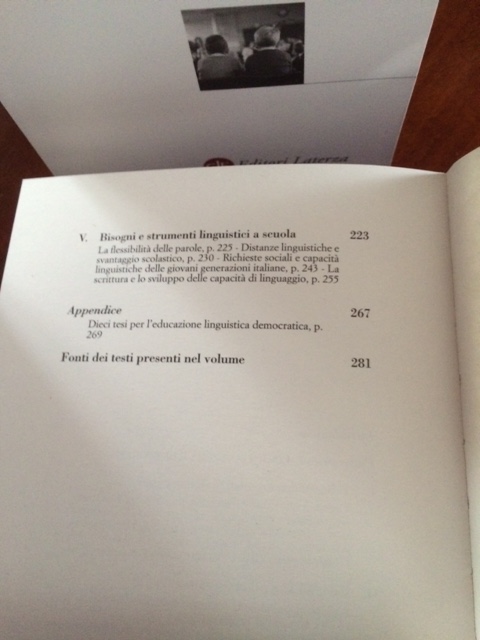 Editori Laterza
V. Bisogni e strumenti linguistici a scuola 223
La flessibilità delle parole, p. 225 - Distanze linguistiche e
svantaggio scolastico, p. 230 - Richieste sociali e capacità
linguistiche delle giovani generazioni italiane, p. 243 - La
scrittura e lo sviluppo delle capacità di linguaggio, p. 255
Appendice 267
Dieci tesi per l'educazione linguistica democratica, p.
269
Fonti dei testi presenti nel volume 281